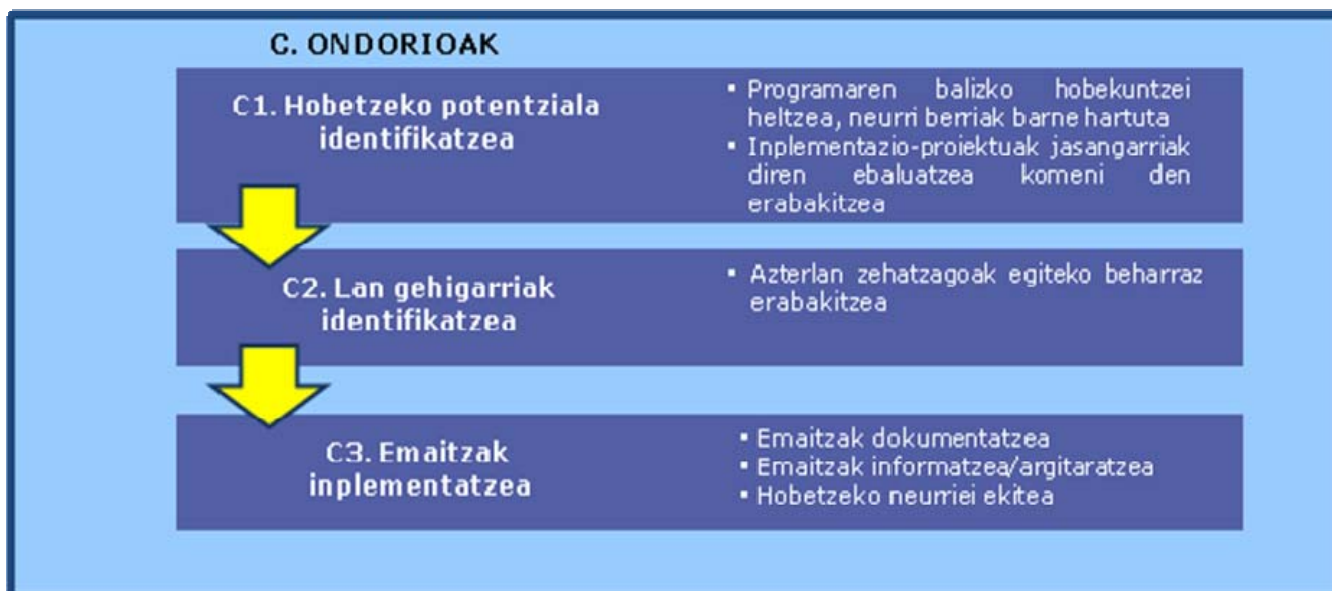 C. ONDORIOAK
C1. Hobetzeko potentziala
identifikatzea
▪ Programaren balizko hobekuntzei
heltzea, neurri berriak barne hartuta
▪ Inplementazio-proiektuak jasangarriak
diren ebaluatzea komeni den
erabakitzea
C2. Lan gehigarriak
identifikatzea
▪ Azterlan zehatzagoak egiteko beharraz
erabakitzea
C3. Emaitzak
inplementatzea
▪ Emaitzak dokumentatzea
▪ Emaitzak informatzea/argitaratzea
▪ Hobetzeko neurriei ekitea